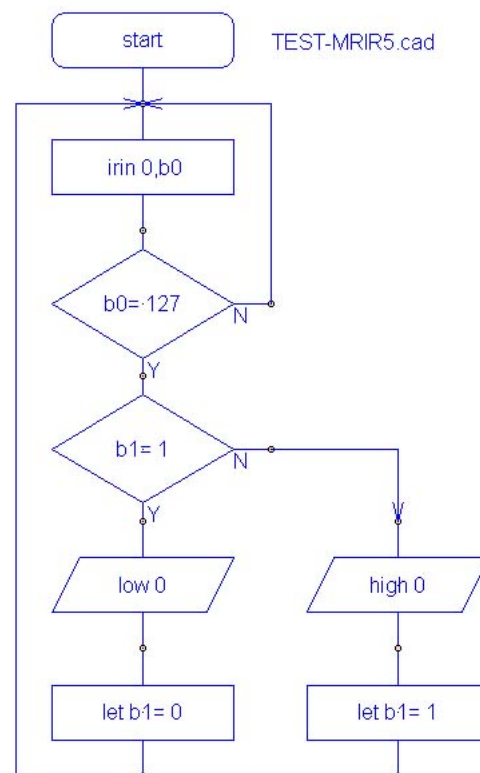 start
TEST-MRIR5.cad
irin 0,b0
b0= 127
N
Y
b1= 1
N
Y
low 0
high 0
let b1= 0
let b1= 1